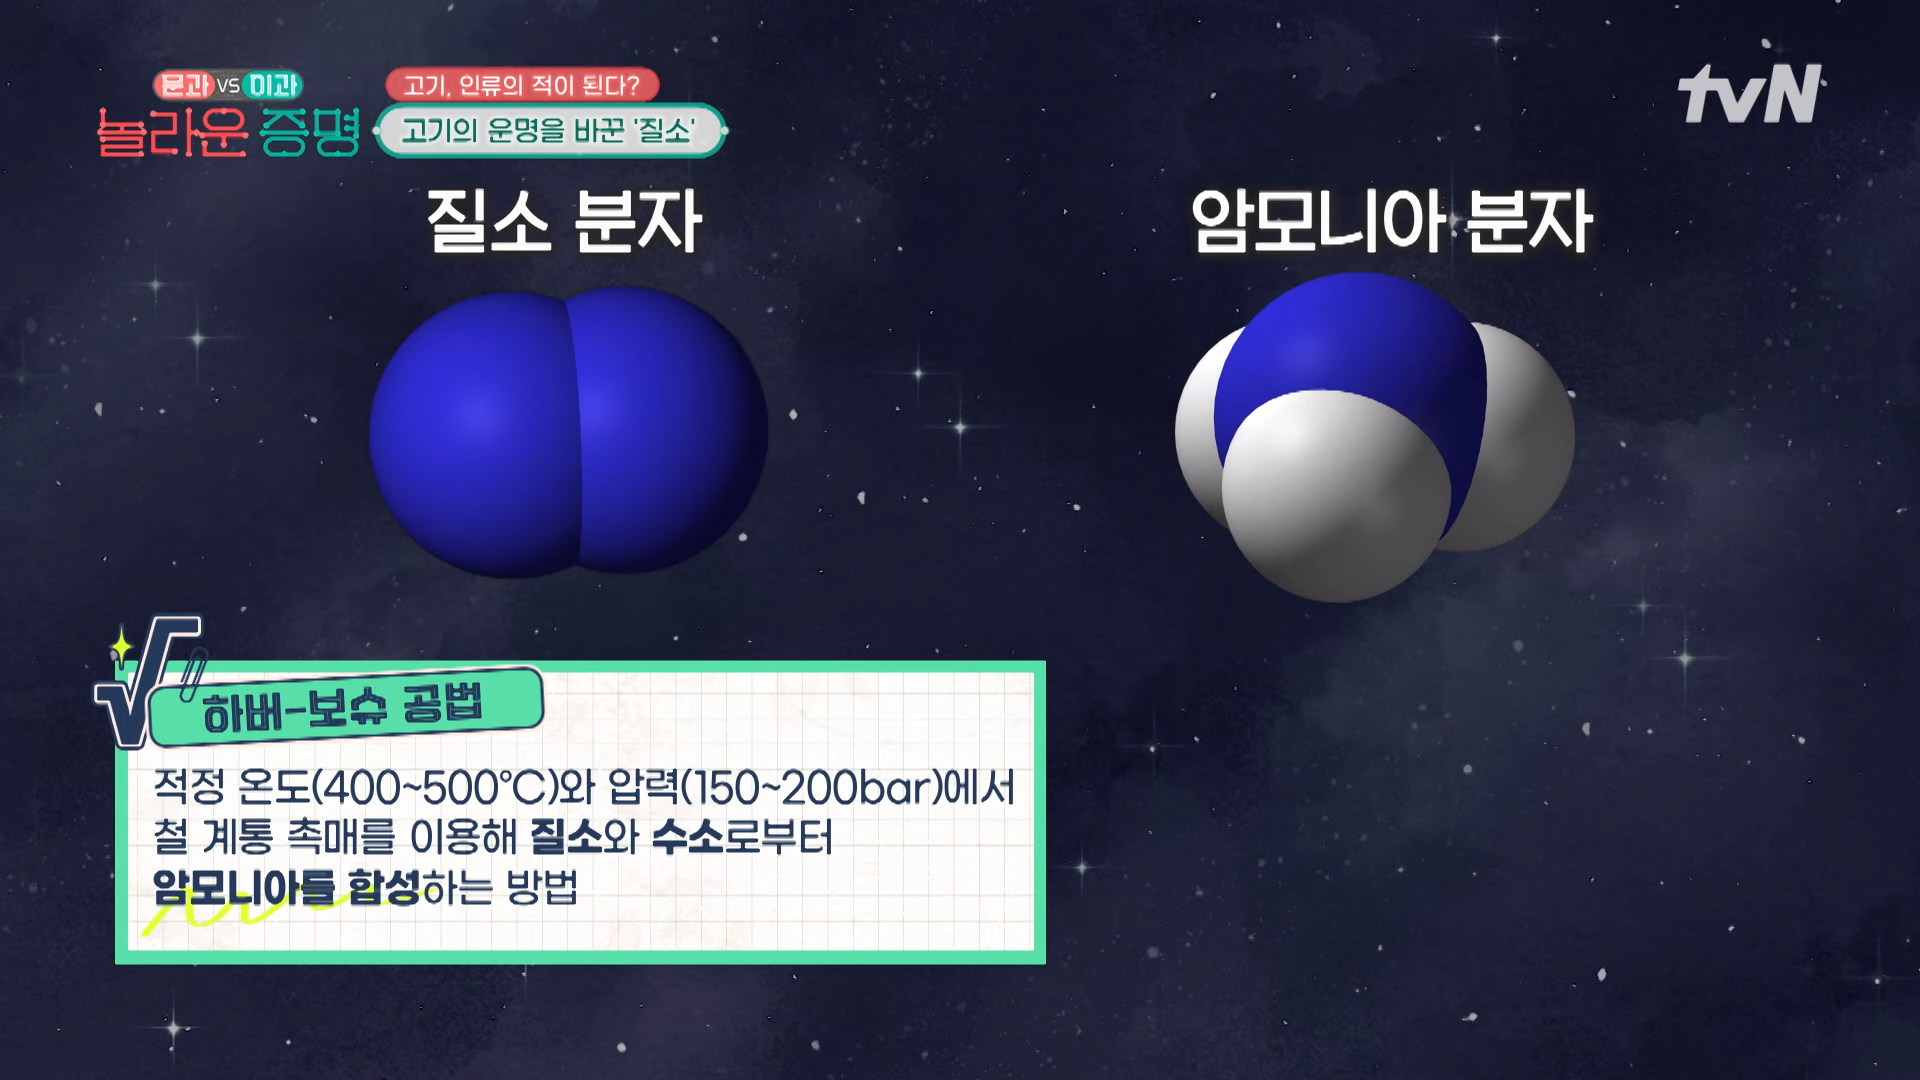 문과 VS 이과
놀라운 증명
고기, 인류의 적이 된다?
고기의 운명을 바꾼 '질소'
tvN
질소 분자
암모니아 분자
하버-보슈 공법
적정 온도(400~500℃)와 압력(150~200bar)에서
철 계통 촉매를 이용해 질소와 수소로부터
암모니아를 합성하는 방법